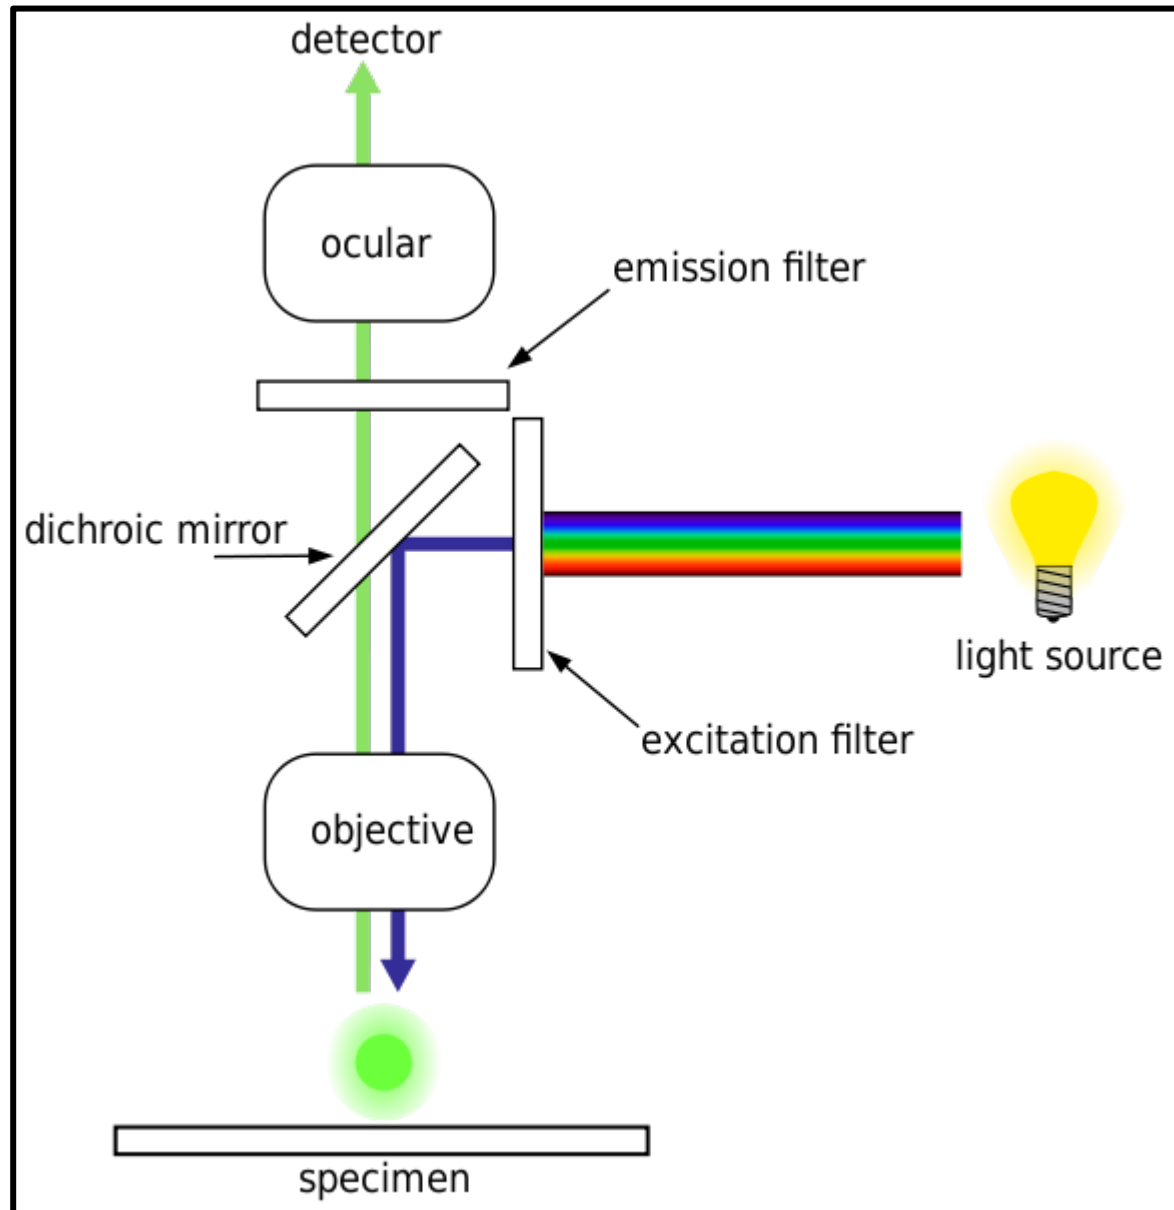 detector
ocular
emission filter
dichroic mirror
light source
excitation filter
objective
specimen